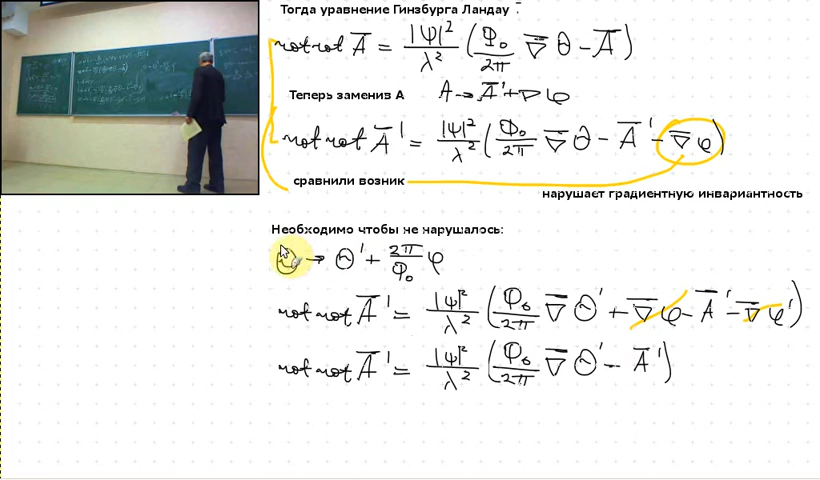 Тогда уравнение Гинзбурга Ландау :
rot rot A̅ = |Ψ|²/λ² (Φ₀/2π ∇̅ θ − A̅)
Теперь заменив А A → A̅' + ∇φ
rot rot A̅' = |Ψ|²/λ² (Φ₀/2π ∇̅ θ − A̅' − ∇̅φ)
сравнили возник
нарушает градиентную инвариантность
Необходимо чтобы не нарушалось:
Θ → Θ' + 2π/Φ₀ φ
rot rot A̅' = |Ψ|²/λ² (Φ₀/2π ∇̅ Θ' + ∇̅φ − A̅' − ∇̅φ')
rot rot A̅' = |Ψ|²/λ² (Φ₀/2π ∇̅ Θ' − A̅')